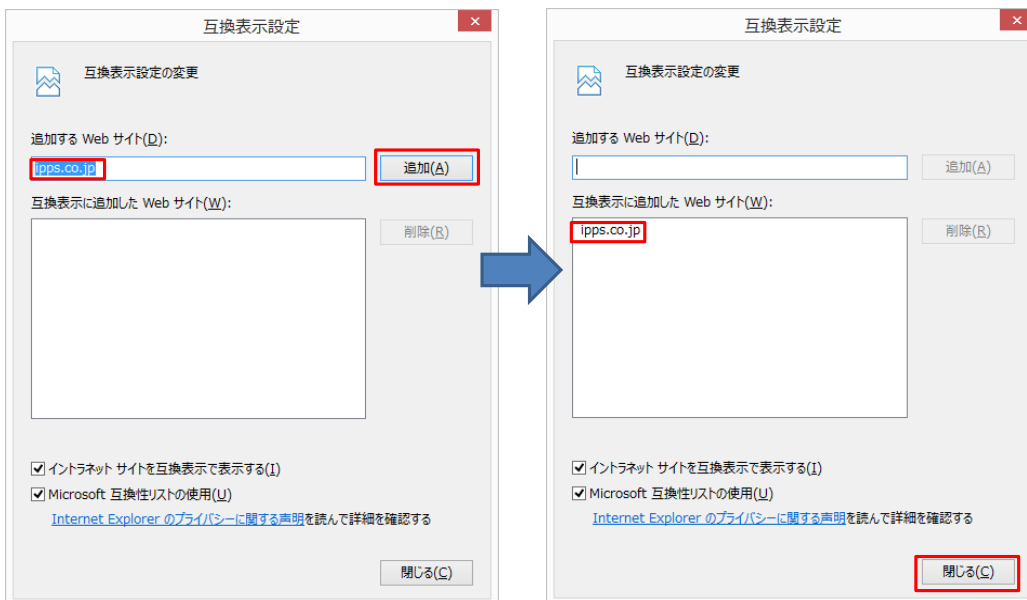 互換表示設定
互換表示設定の変更
追加する Web サイト(D):
ipps.co.jp
追加(A)
互換表示に追加した Web サイト(W):
削除(R)
イントラネット サイトを互換表示で表示する(I)
Microsoft 互換性リストの使用(U)
Internet Explorer のプライバシーに関する声明を読んで詳細を確認する
閉じる(C)
互換表示設定
互換表示設定の変更
追加する Web サイト(D):
追加(A)
互換表示に追加した Web サイト(W):
ipps.co.jp
削除(R)
イントラネット サイトを互換表示で表示する(I)
Microsoft 互換性リストの使用(U)
Internet Explorer のプライバシーに関する声明を読んで詳細を確認する
閉じる(C)